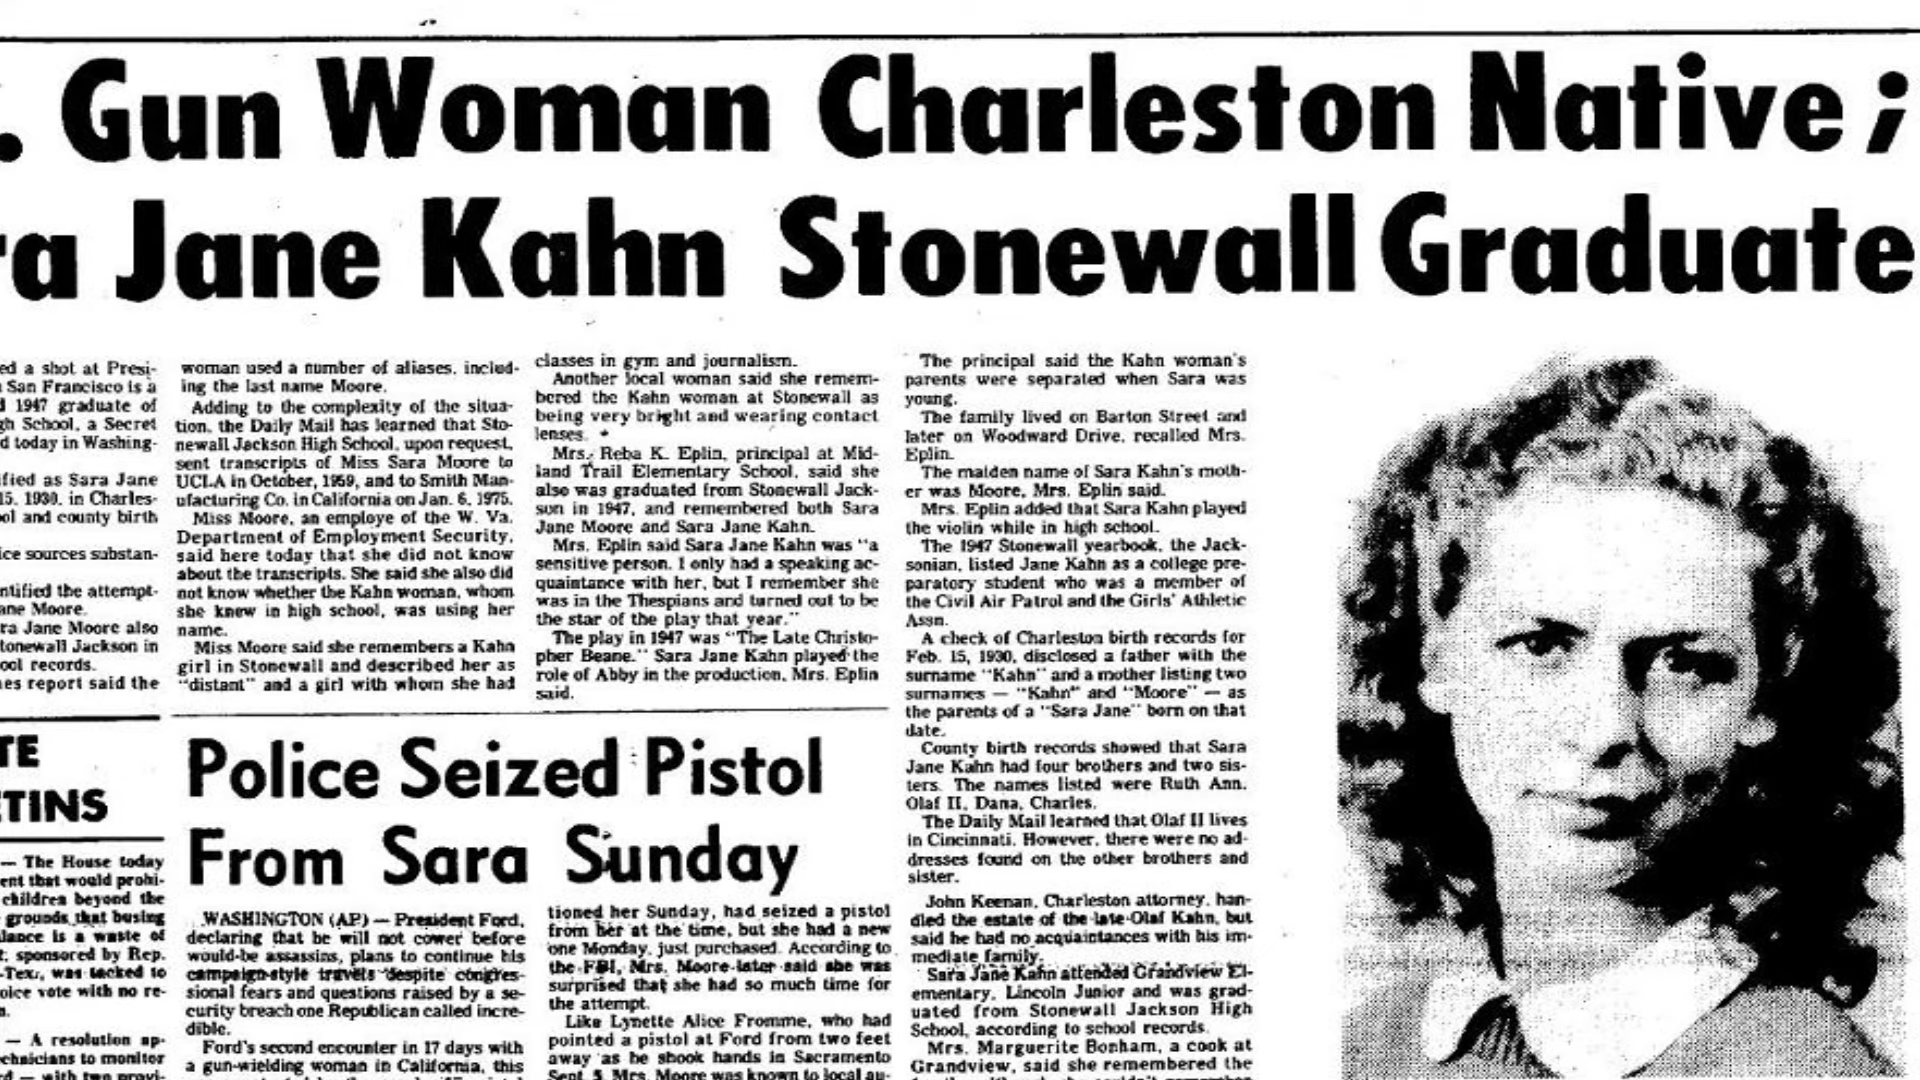 . Gun Woman Charleston Native;
ra Jane Kahn Stonewall Graduate
ed a shot at Presi-
San Francisco is a
1947 graduate of
gh School, a Secret
d today in Washing-
ified as Sara Jane
15, 1930, in Charles-
ol and county birth
ice sources substan-
ntified the attempt-
ane Moore.
ra Jane Moore also
tonewall Jackson in
ool records.
es report said the
woman used a number of aliases, includ-
ing the last name Moore.
Adding to the complexity of the situa-
tion, the Daily Mail has learned that Sto-
newall Jackson High School, upon request,
sent transcripts of Miss Sara Moore to
UCLA in October, 1959, and to Smith Man-
ufacturing Co. in California on Jan. 6, 1975.
Miss Moore, an employe of the W. Va.
Department of Employment Security,
said here today that she did not know
about the transcripts. She said she also did
not know whether the Kahn woman, whom
she knew in high school, was using her
name.
Miss Moore said she remembers a Kahn
girl in Stonewall and described her as
"distant" and a girl with whom she had
classes in gym and journalism.
Another local woman said she remem-
bered the Kahn woman at Stonewall as
being very bright and wearing contact
lenses.
Mrs. Reba K. Eplin, principal at Mid-
land Trail Elementary School, said she
also was graduated from Stonewall Jack-
son in 1947, and remembered both Sara
Jane Moore and Sara Jane Kahn.
Mrs. Eplin said Sara Jane Kahn was "a
sensitive person. I only had a speaking ac-
quaintance with her, but I remember she
was in the Thespians and turned out to be
the star of the play that year."
The play in 1947 was "The Late Christo-
pher Beane." Sara Jane Kahn played the
role of Abby in the production, Mrs. Eplin
said.
The principal said the Kahn woman's
parents were separated when Sara was
young.
The family lived on Barton Street and
later on Woodward Drive, recalled Mrs.
Eplin.
The maiden name of Sara Kahn's moth-
er was Moore, Mrs. Eplin said.
Mrs. Eplin added that Sara Kahn played
the violin while in high school.
The 1947 Stonewall yearbook, the Jack-
sonian, listed Jane Kahn as a college pre-
paratory student who was a member of
the Civil Air Patrol and the Girls' Athletic
Assn.
A check of Charleston birth records for
Feb. 15, 1930, disclosed a father with the
surname "Kahn" and a mother listing two
surnames — "Kahn" and "Moore" — as
the parents of a "Sara Jane" born on that
date.
County birth records showed that Sara
Jane Kahn had four brothers and two sis-
ters. The names listed were Ruth Ann,
Olaf II, Dana, Charles.
The Daily Mail learned that Olaf II lives
in Cincinnati. However, there were no ad-
dresses found on the other brothers and
sister.
John Keenan, Charleston attorney, han-
dled the estate of the late Olaf Kahn, but
said he had no acquaintances with his im-
mediate family.
Sara Jane Kahn attended Grandview El-
ementary, Lincoln Junior and was grad-
uated from Stonewall Jackson High
School, according to school records.
Mrs. Marguerite Bonham, a cook at
Grandview, said she remembered the
TE
ETINS
— The House today
ent that would prohi-
children beyond the
grounds that busing
lance is a waste of
t, sponsored by Rep.
-Tex., was tacked to
oice vote with no re-
— A resolution ap-
echnicians to monitor
ed — with two provi-
Police Seized Pistol
From Sara Sunday
WASHINGTON (AP) — President Ford,
declaring that he will not cower before
would-be assassins, plans to continue his
campaign-style travels despite congres-
sional fears and questions raised by a se-
curity breach one Republican called incre-
dible.
Ford's second encounter in 17 days with
a gun-wielding woman in California, this
tioned her Sunday, had seized a pistol
from her at the time, but she had a new
one Monday, just purchased. According to
the FBI, Mrs. Moore later said she was
surprised that she had so much time for
the attempt.
Like Lynette Alice Fromme, who had
pointed a pistol at Ford from two feet
away as he shook hands in Sacramento
Sept. 5, Mrs. Moore was known to local au-